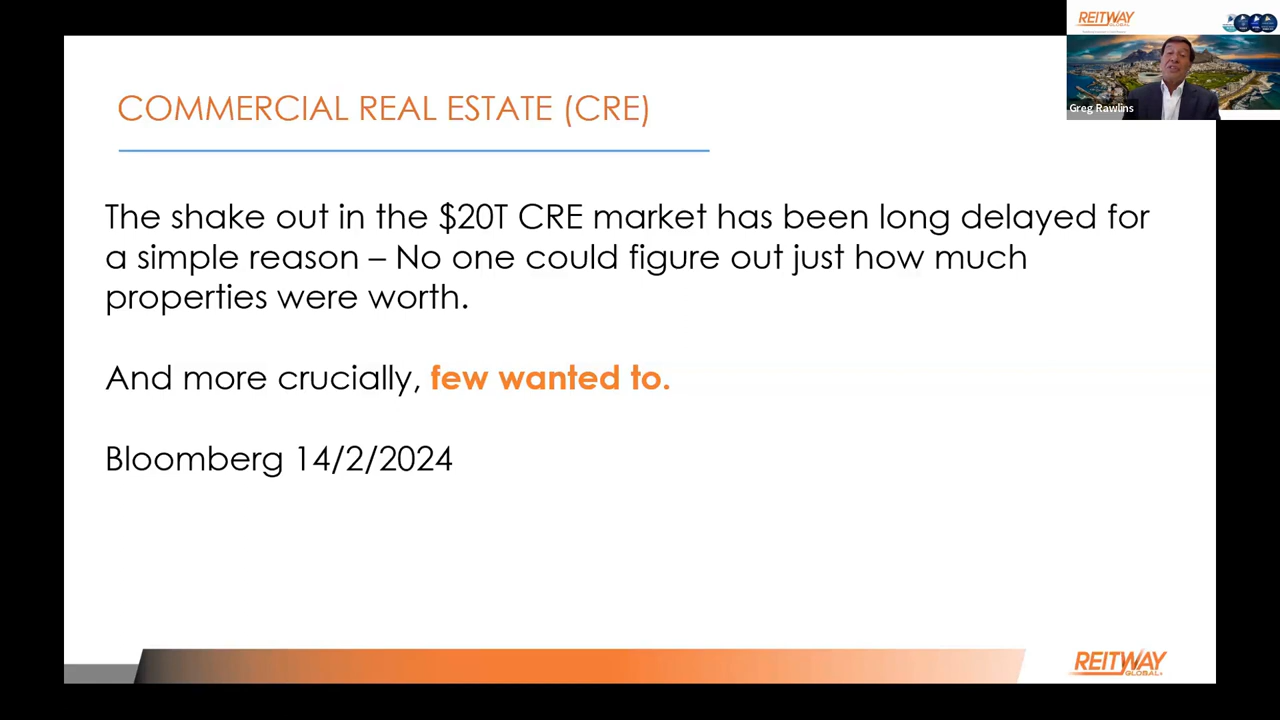 REITWAY
GLOBAL
Greg Rawlins
COMMERCIAL REAL ESTATE (CRE)
The shake out in the $20T CRE market has been long delayed for
a simple reason – No one could figure out just how much
properties were worth.
And more crucially, few wanted to.
Bloomberg 14/2/2024
REITWAY
GLOBAL